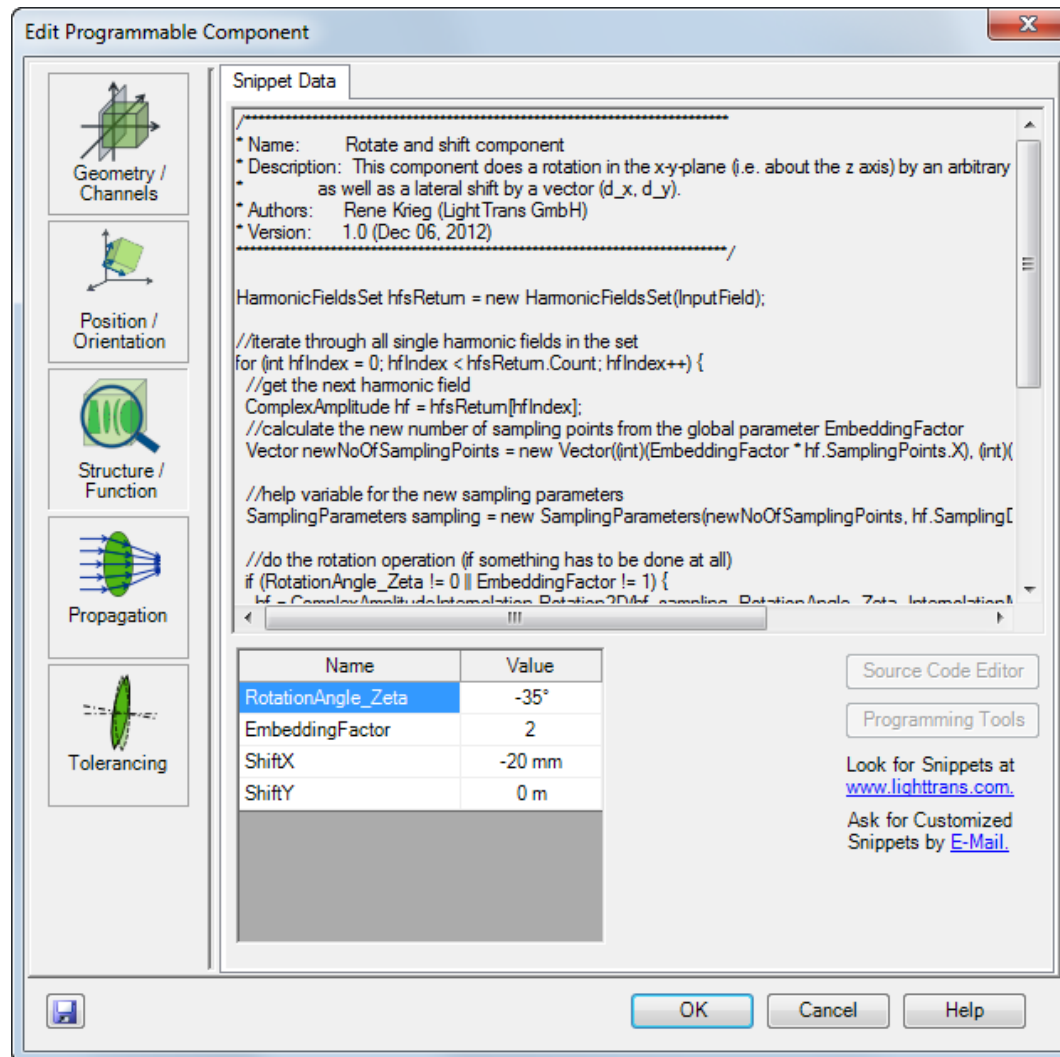 Edit Programmable Component
x
Geometry /
Channels
Position /
Orientation
Structure /
Function
Propagation
Tolerancing
Snippet Data
/******************************************************************************
* Name: Rotate and shift component
* Description: This component does a rotation in the x-y-plane (i.e. about the z axis) by an arbitrary
* as well as a lateral shift by a vector (d_x, d_y).
* Authors: Rene Krieg (LightTrans GmbH)
* Version: 1.0 (Dec 06, 2012)
******************************************************************************/
HarmonicFieldsSet hfsReturn = new HarmonicFieldsSet(InputField);
//iterate through all single harmonic fields in the set
for (int hfIndex = 0; hfIndex < hfsReturn.Count; hfIndex++) {
//get the next harmonic field
ComplexAmplitude hf = hfsReturn[hfIndex];
//calculate the new number of sampling points from the global parameter EmbeddingFactor
Vector newNoOfSamplingPoints = new Vector((int)(EmbeddingFactor * hf.SamplingPoints.X), (int)(
//help variable for the new sampling parameters
SamplingParameters sampling = new SamplingParameters(newNoOfSamplingPoints, hf.SamplingD
//do the rotation operation (if something has to be done at all)
if (RotationAngle_Zeta != 0 || EmbeddingFactor != 1) {
hf = ComplexAmplitudeInterpolation.Rotation2D(hf, sampling, RotationAngle_Zeta, InterpolationM
Name Value
RotationAngle_Zeta -35°
EmbeddingFactor 2
ShiftX -20 mm
ShiftY 0 m
Source Code Editor
Programming Tools
Look for Snippets at
www.lighttrans.com.
Ask for Customized
Snippets by E-Mail.
OK Cancel Help